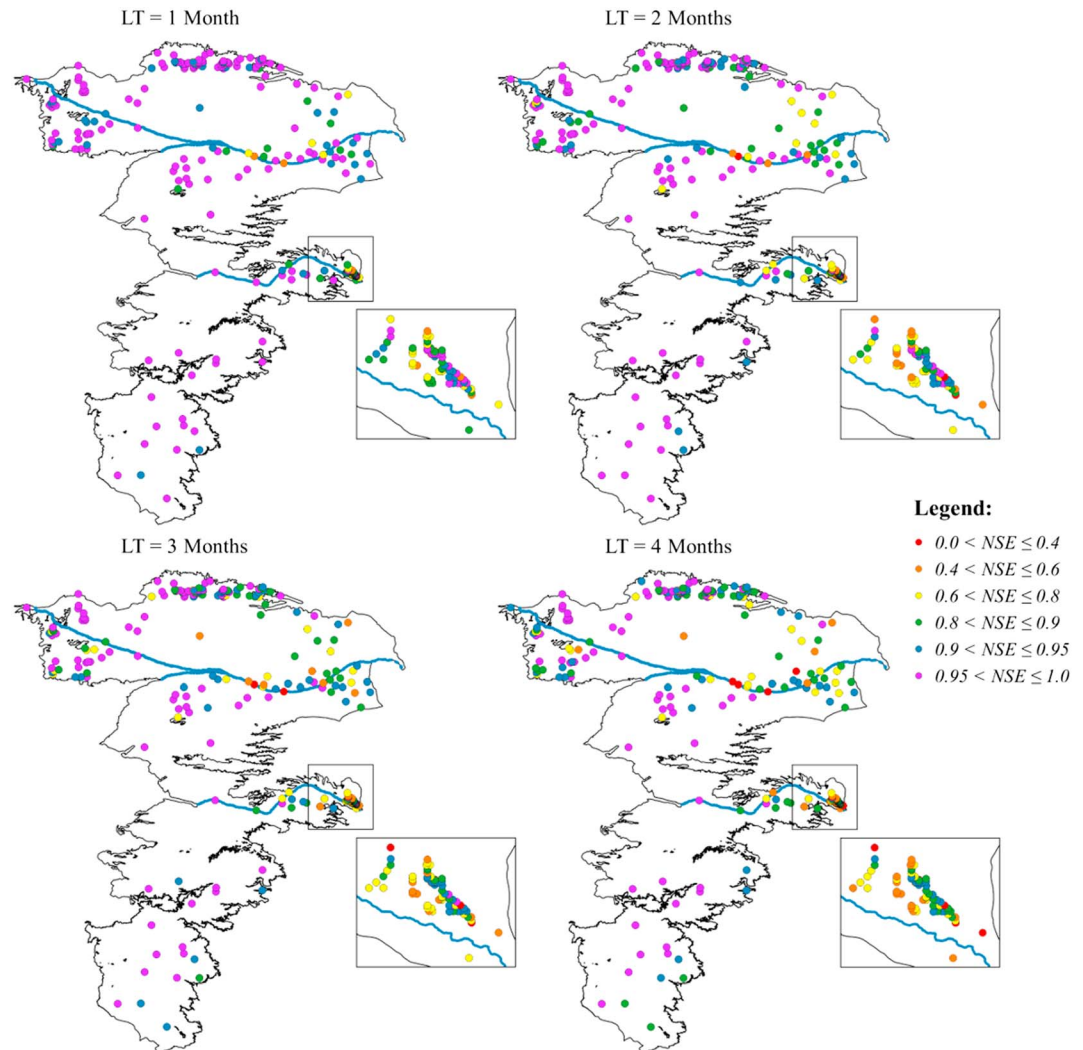 LT = 1 Month
LT = 2 Months
LT = 3 Months
LT = 4 Months
Legend:
0.0 < NSE ≤ 0.4
0.4 < NSE ≤ 0.6
0.6 < NSE ≤ 0.8
0.8 < NSE ≤ 0.9
0.9 < NSE ≤ 0.95
0.95 < NSE ≤ 1.0